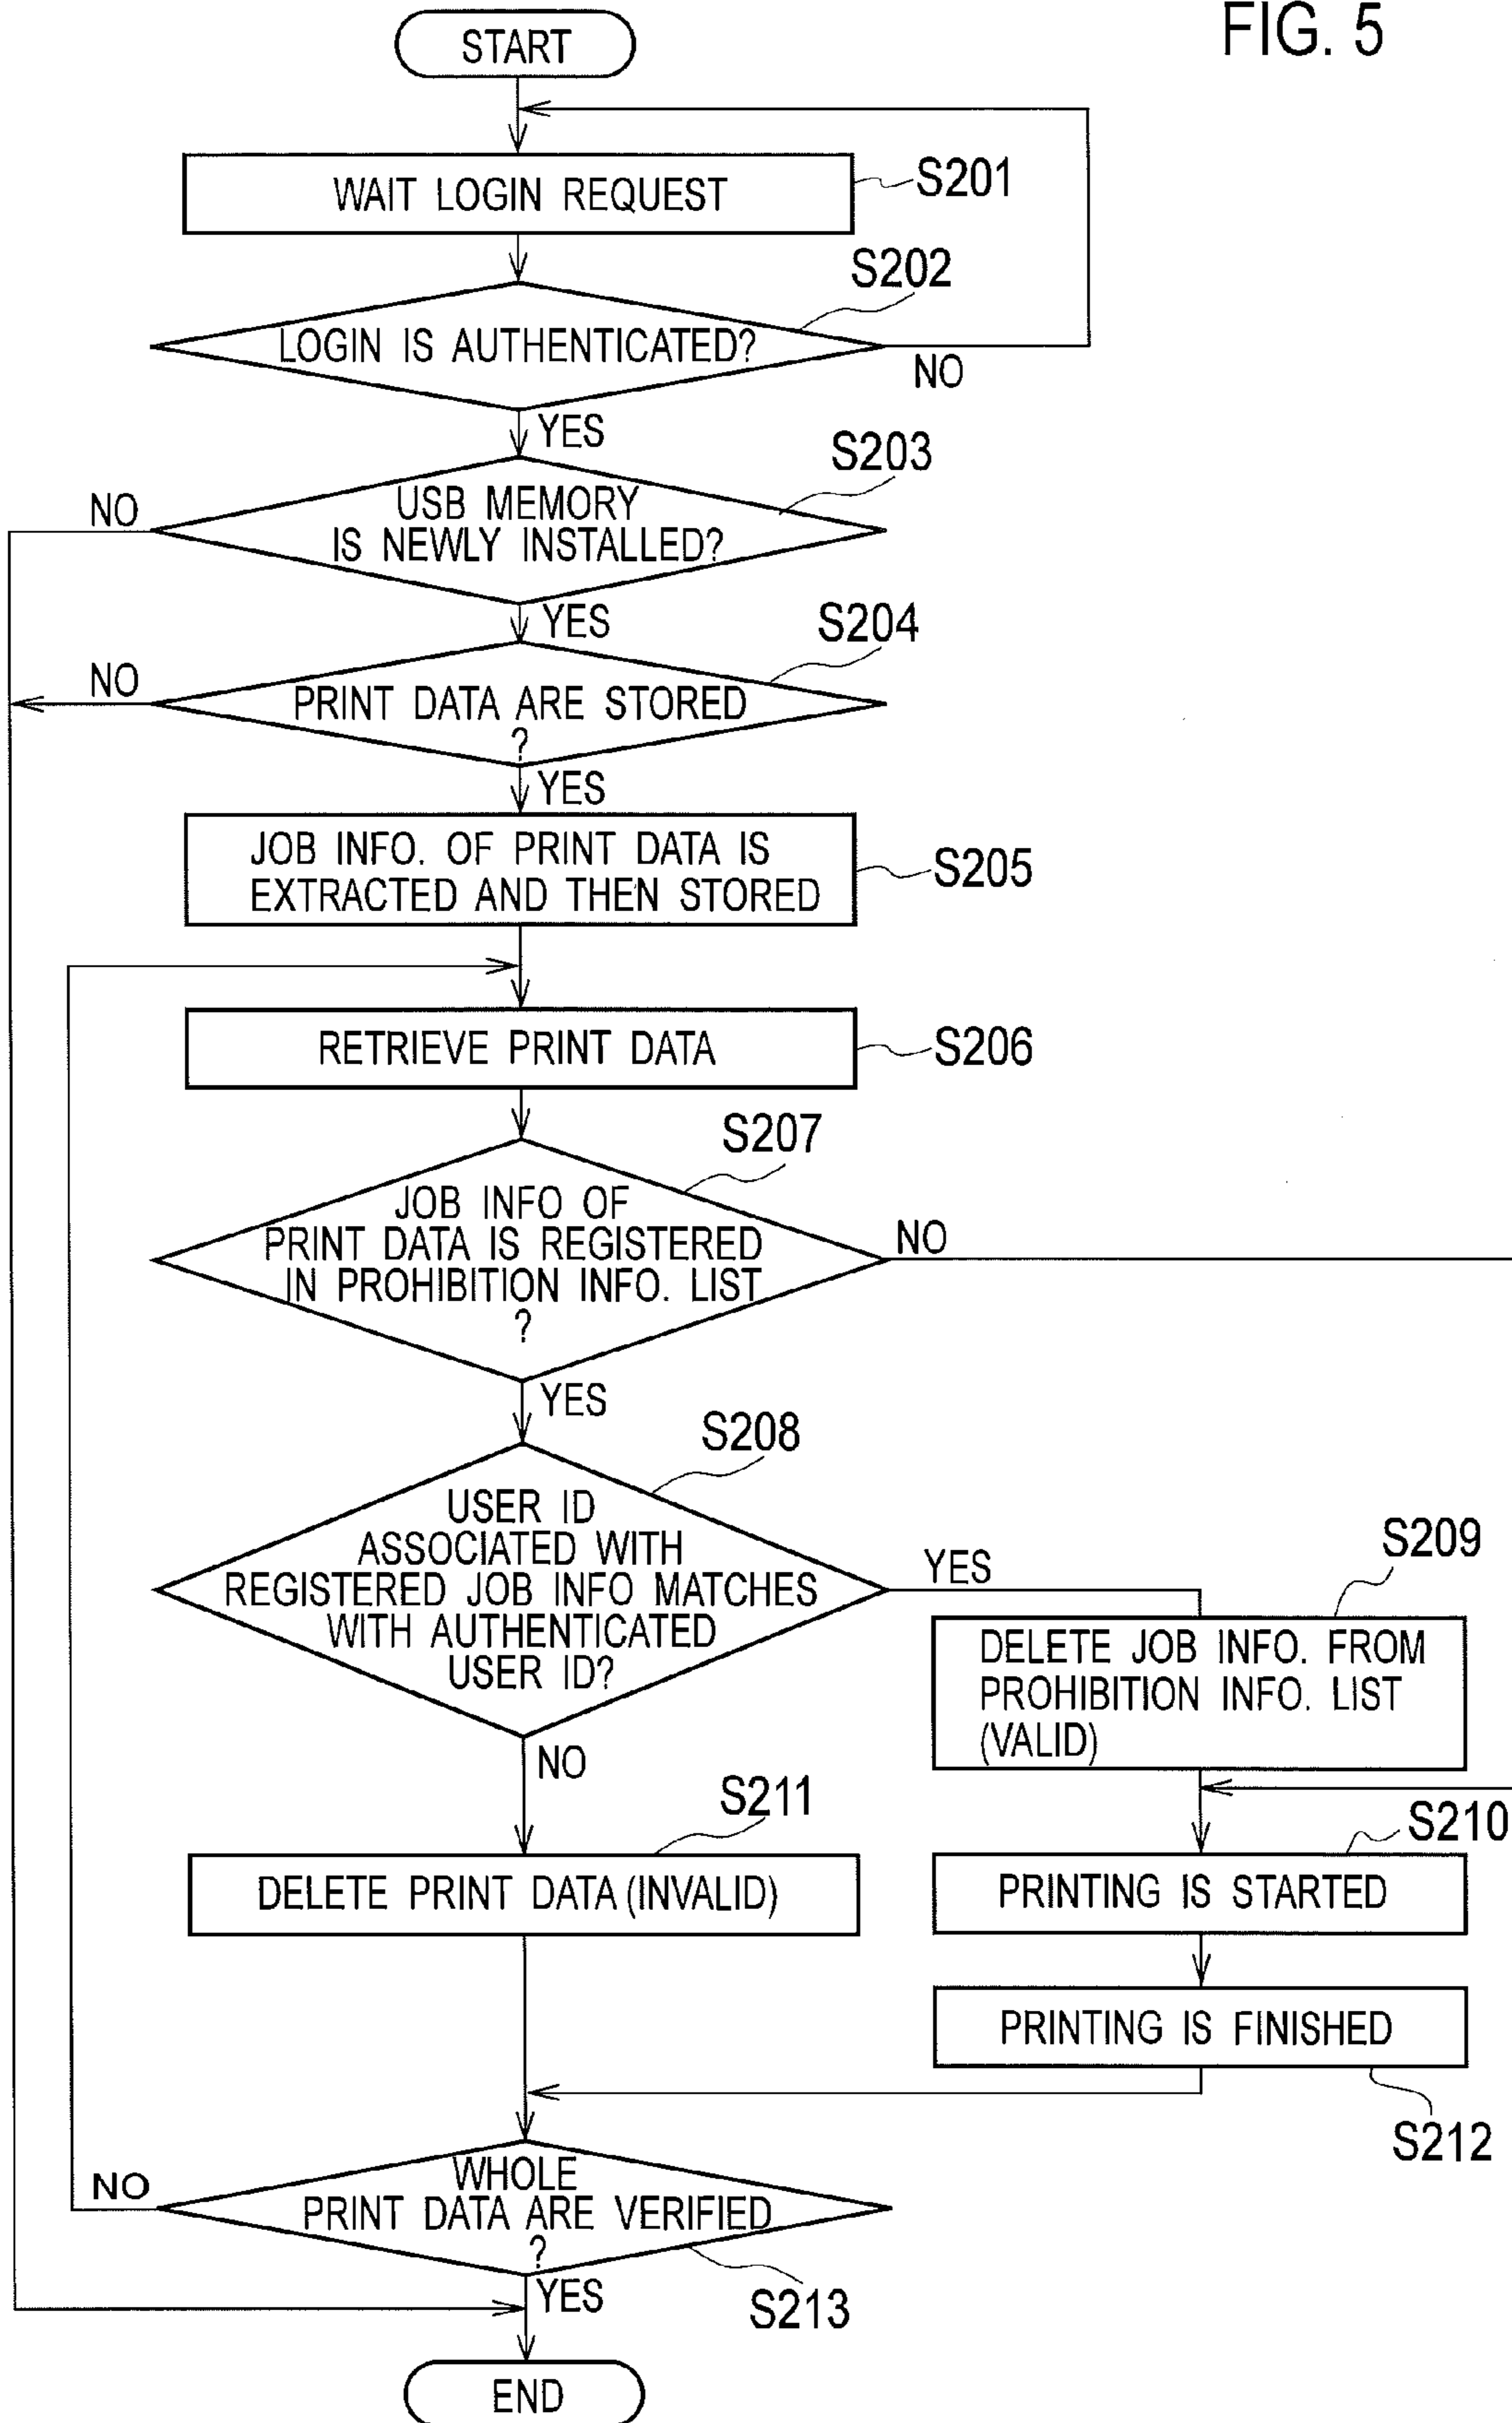 FIG. 5
START
WAIT LOGIN REQUEST
S201
S202
LOGIN IS AUTHENTICATED?
NO
YES
S203
NO
USB MEMORY
IS NEWLY INSTALLED?
YES
S204
NO
PRINT DATA ARE STORED
?
YES
JOB INFO. OF PRINT DATA IS
EXTRACTED AND THEN STORED
S205
RETRIEVE PRINT DATA
S206
S207
JOB INFO OF
PRINT DATA IS REGISTERED
IN PROHIBITION INFO. LIST
?
NO
YES
S208
USER ID
ASSOCIATED WITH
REGISTERED JOB INFO MATCHES
WITH AUTHENTICATED
USER ID?
YES
S209
DELETE JOB INFO. FROM
PROHIBITION INFO. LIST
(VALID)
NO
S211
S210
DELETE PRINT DATA (INVALID)
PRINTING IS STARTED
PRINTING IS FINISHED
S212
NO
WHOLE
PRINT DATA ARE VERIFIED
?
YES
S213
END